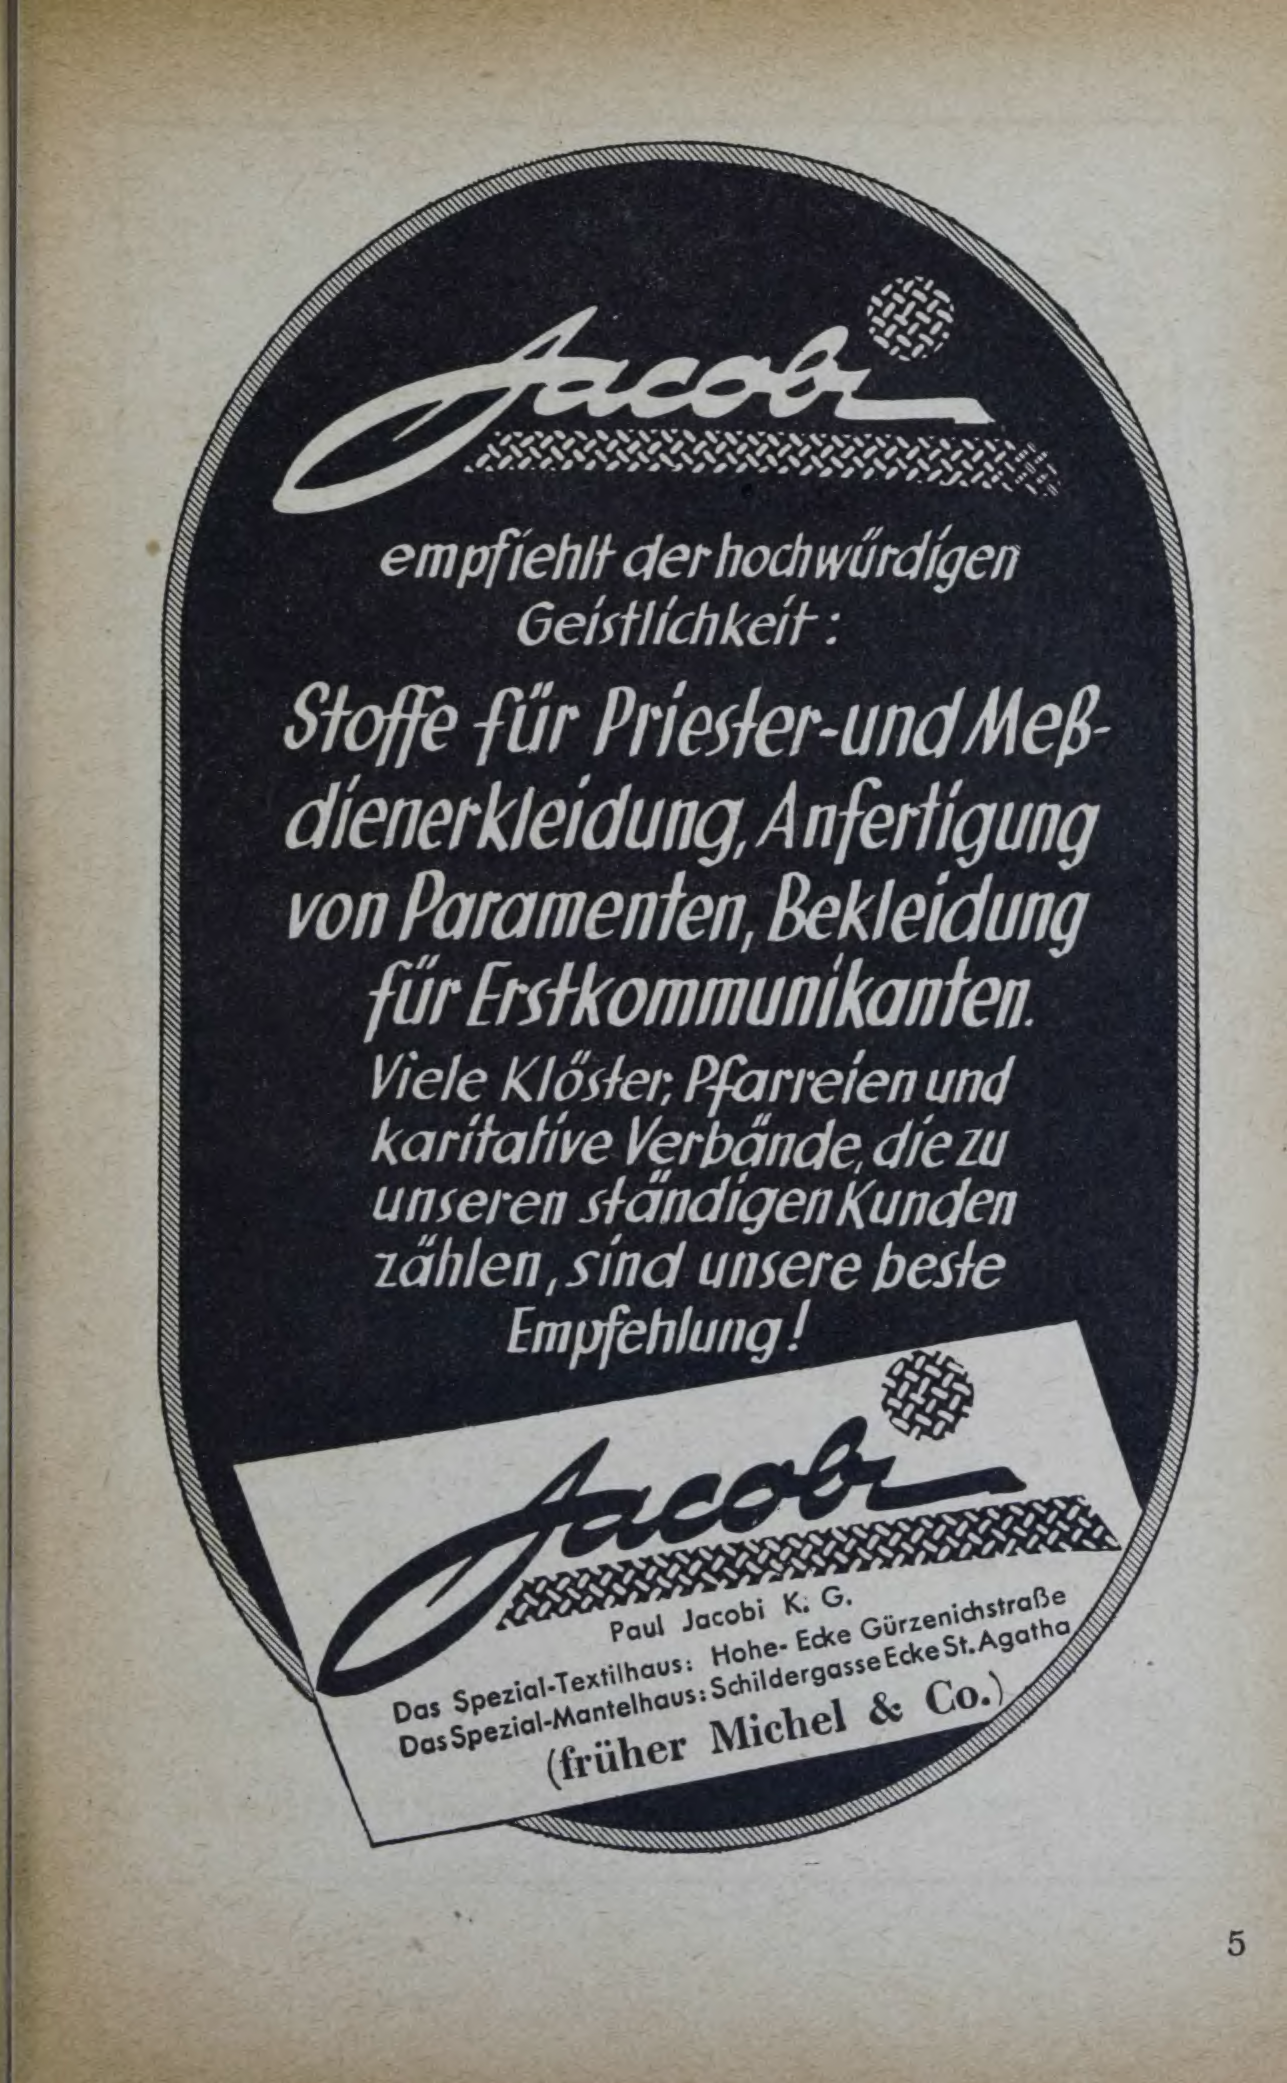 Jacobi
empfiehlt der hochwürdigen
Geistlichkeit:
Stoffe für Priester- und Meß-
dienerkleidung, Anfertigung
von Paramenten, Bekleidung
für Erstkommunikanten.
Viele Klöster, Pfarreien und
karitative Verbände, die zu
unseren ständigen Kunden
zählen, sind unsere beste
Empfehlung!
Jacobi
Paul Jacobi K. G.
Das Spezial-Textilhaus: Hohe- Ecke Gürzenichstraße
Das Spezial-Mantelhaus: Schildergasse Ecke St. Agatha
(früher Michel & Co.)
5